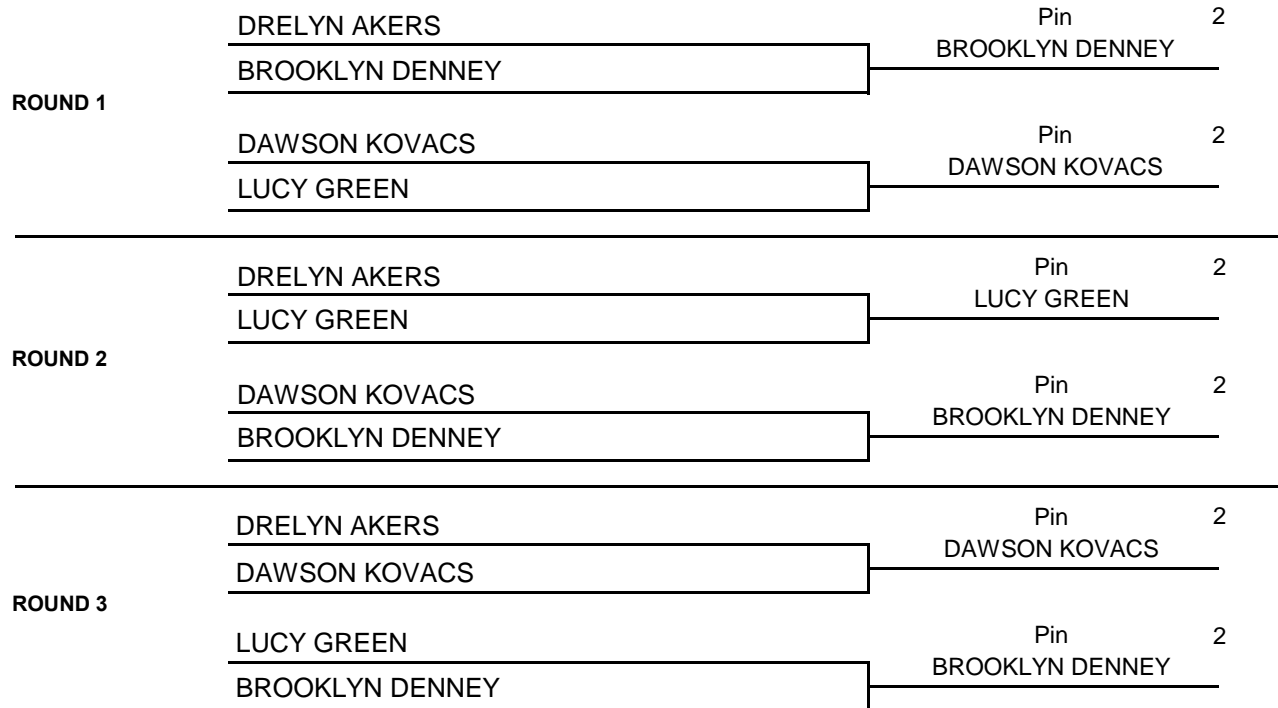 DRELYN AKERS
Pin 2
BROOKLYN DENNEY
BROOKLYN DENNEY
ROUND 1
DAWSON KOVACS
Pin 2
DAWSON KOVACS
LUCY GREEN
DRELYN AKERS
Pin 2
LUCY GREEN
LUCY GREEN
ROUND 2
DAWSON KOVACS
Pin 2
BROOKLYN DENNEY
BROOKLYN DENNEY
DRELYN AKERS
Pin 2
DAWSON KOVACS
DAWSON KOVACS
ROUND 3
LUCY GREEN
Pin 2
BROOKLYN DENNEY
BROOKLYN DENNEY